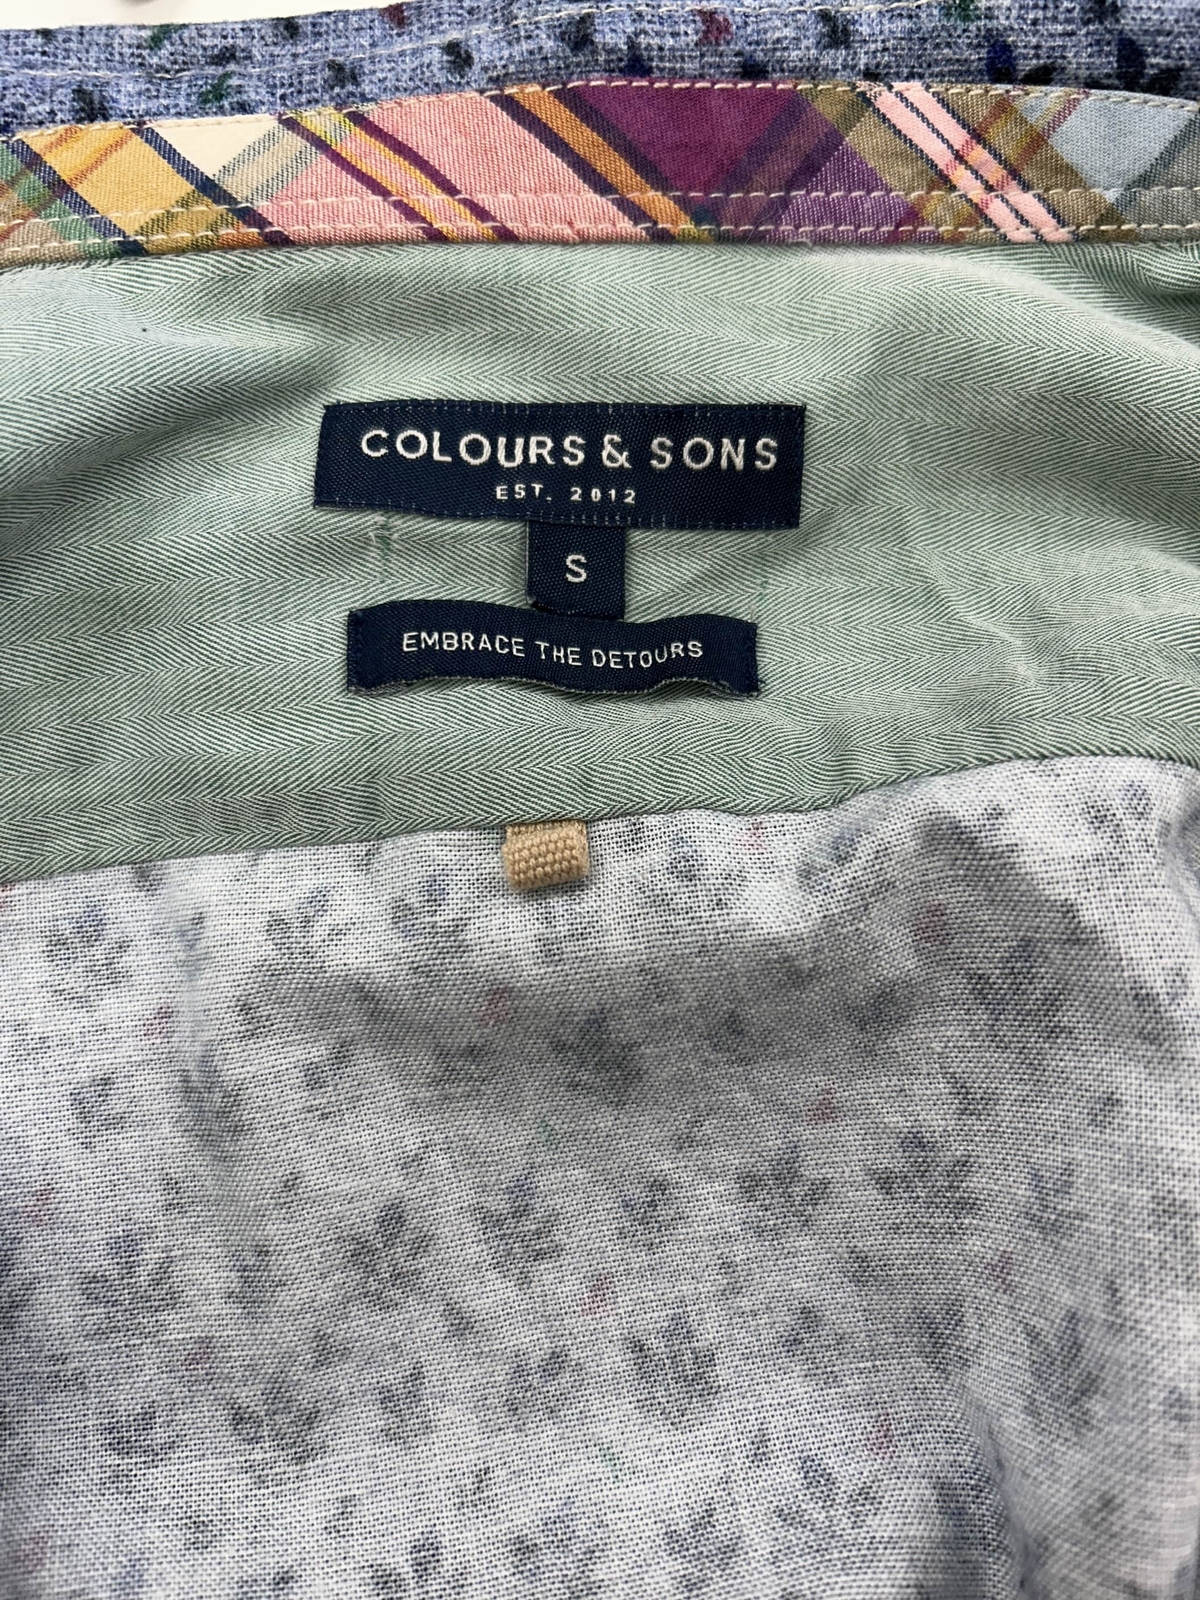 COLOURS & SONS
EST. 2012
S
EMBRACE THE DETOURS